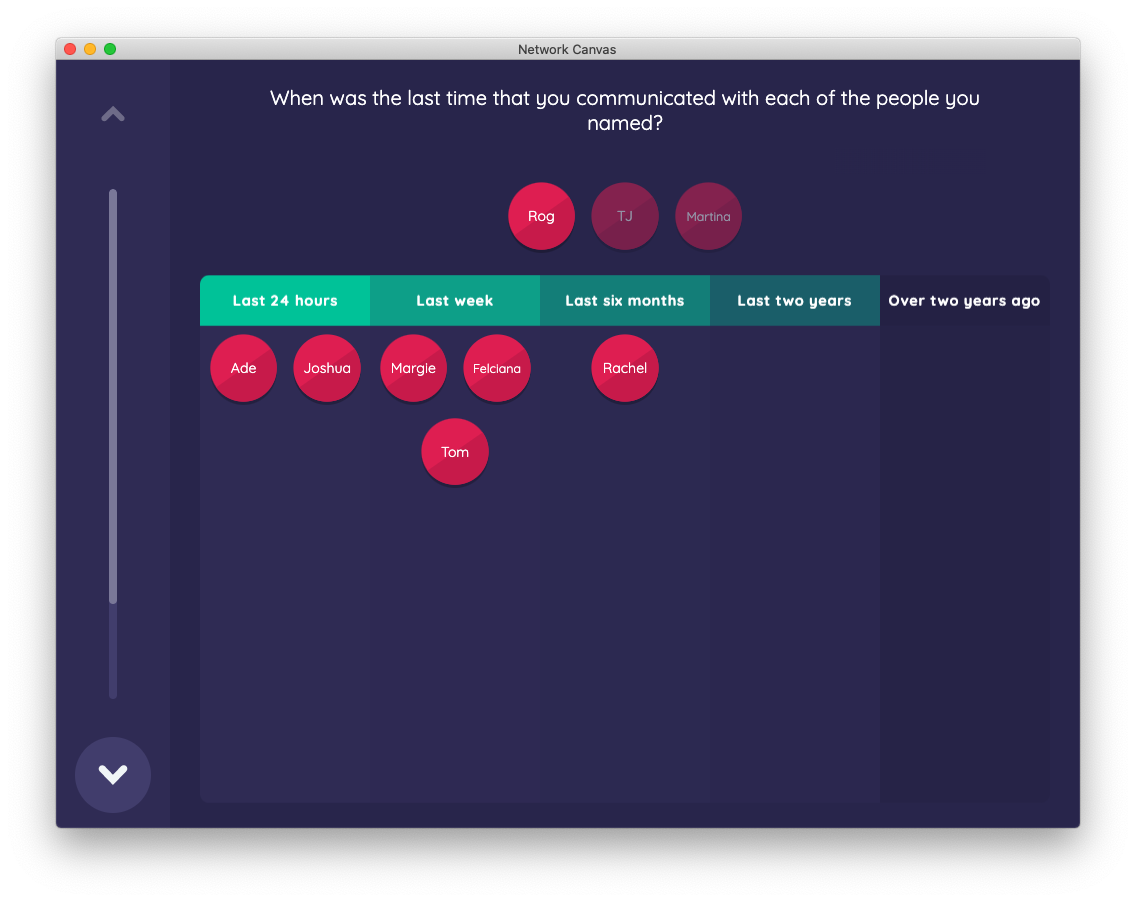 Network Canvas
When was the last time that you communicated with each of the people you
named?
Rog TJ Martina
Last 24 hours Last week Last six months Last two years Over two years ago
Ade Joshua Margie Felciana Rachel
Tom